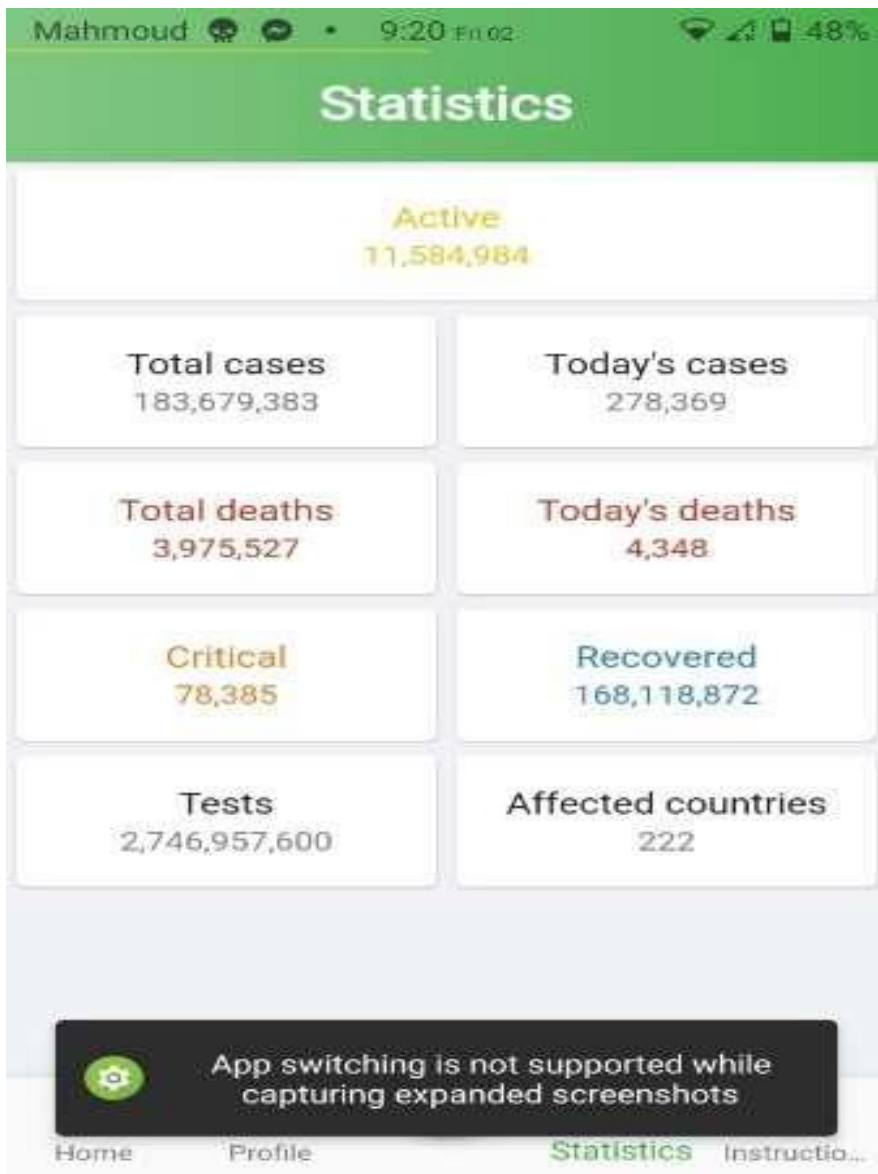 Mahmoud 9:20 Fri 02 48%
Statistics
Active
11,584,984
Total cases
183,679,383
Today's cases
278,369
Total deaths
3,975,527
Today's deaths
4,348
Critical
78,385
Recovered
168,118,872
Tests
2,746,957,600
Affected countries
222
App switching is not supported while
capturing expanded screenshots
Home Profile Statistics Instructio...